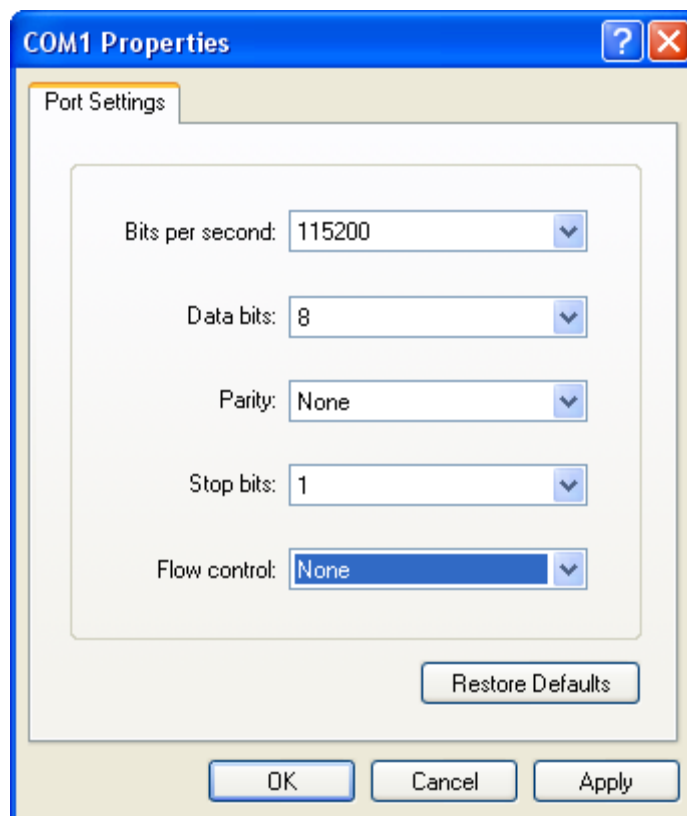 COM1 Properties
Port Settings
Bits per second: 115200
Data bits: 8
Parity: None
Stop bits: 1
Flow control: None
Restore Defaults
OK Cancel Apply